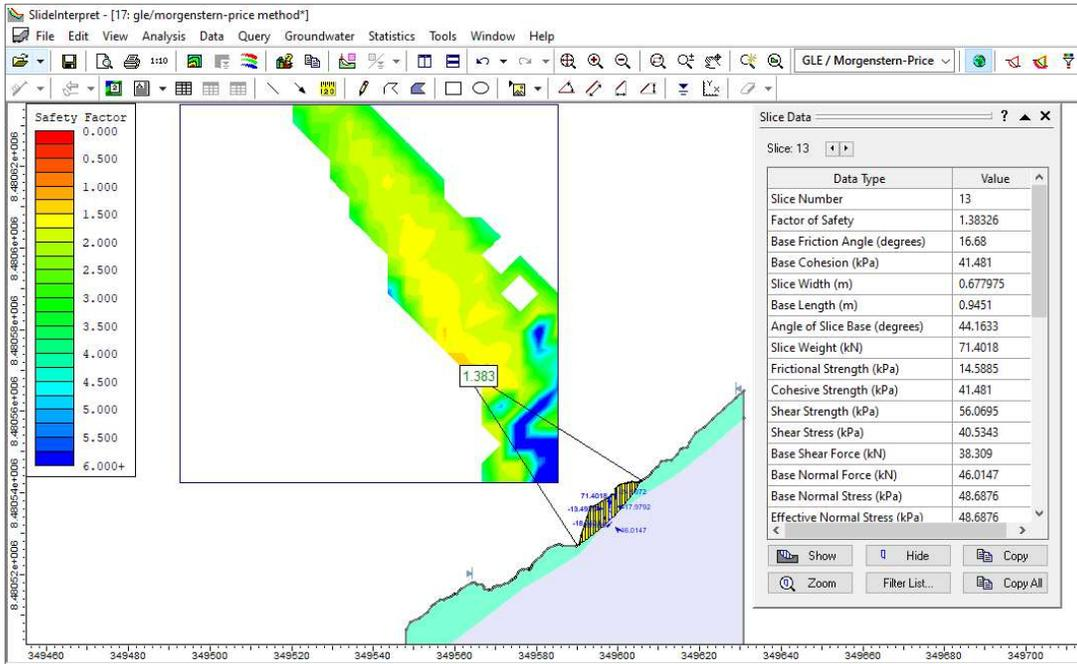 SlideInterpret - [17: gle/morgenstern-price method*]
File Edit View Analysis Data Query Groundwater Statistics Tools Window Help
1:10
GLE / Morgenstern-Price
Safety Factor
0.000
0.500
1.000
1.500
2.000
2.500
3.000
3.500
4.000
4.500
5.000
5.500
6.000+
8.48062e+006
8.4806e+006
8.48058e+006
8.48056e+006
8.48054e+006
8.48052e+006
1.383
71.4018
46.0147
Slice Data ? X
Slice: 13
Data Type Value
Slice Number 13
Factor of Safety 1.38326
Base Friction Angle (degrees) 16.68
Base Cohesion (kPa) 41.481
Slice Width (m) 0.677975
Base Length (m) 0.9451
Angle of Slice Base (degrees) 44.1633
Slice Weight (kN) 71.4018
Frictional Strength (kPa) 14.5885
Cohesive Strength (kPa) 41.481
Shear Strength (kPa) 56.0695
Shear Stress (kPa) 40.5343
Base Shear Force (kN) 38.309
Base Normal Force (kN) 46.0147
Base Normal Stress (kPa) 48.6876
Effective Normal Stress (kPa) 48.6876
Show Hide Copy
Zoom Filter List... Copy All
349460 349480 349500 349520 349540 349560 349580 349600 349620 349640 349660 349680 349700